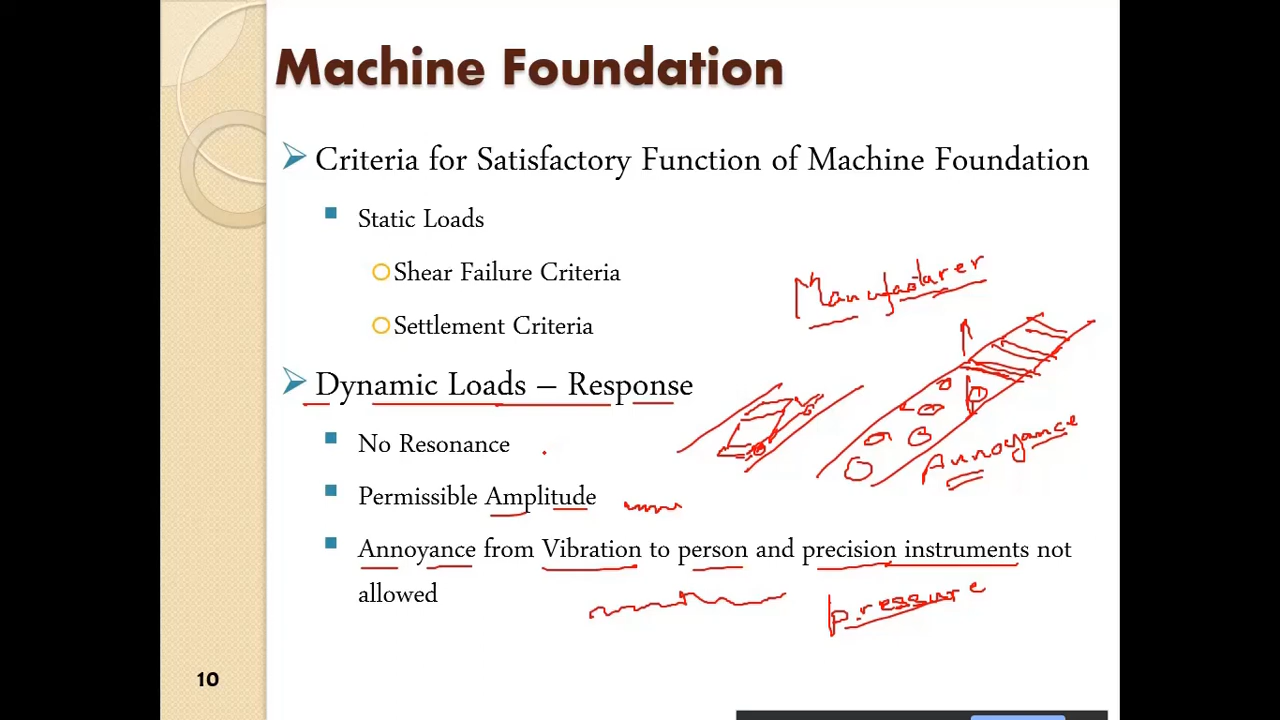 Machine Foundation
Criteria for Satisfactory Function of Machine Foundation
Static Loads
Shear Failure Criteria
Settlement Criteria
Manufacturer
Dynamic Loads – Response
No Resonance
Annoyance
Permissible Amplitude
Annoyance from Vibration to person and precision instruments not
allowed
pressure
10